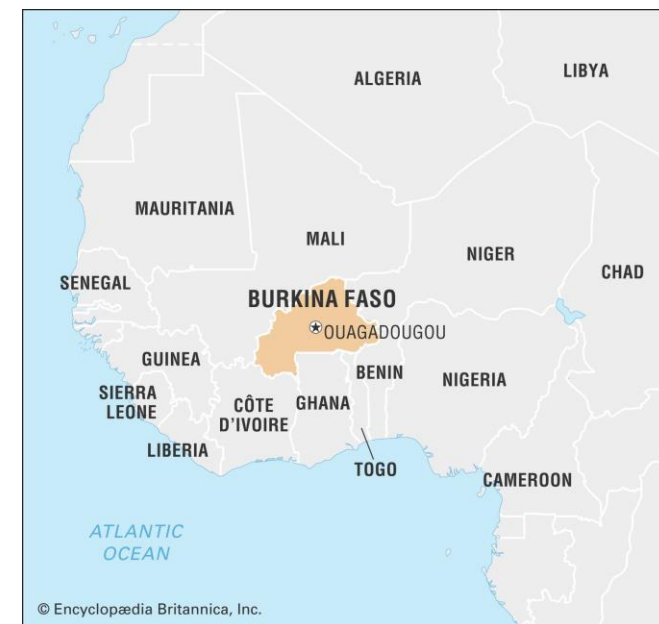 ALGERIA
LIBYA
MAURITANIA
MALI
NIGER
CHAD
SENEGAL
BURKINA FASO
OUAGADOUGOU
GUINEA
BENIN
NIGERIA
SIERRA
LEONE
CÔTE
D'IVOIRE
GHANA
LIBERIA
TOGO
CAMEROON
ATLANTIC
OCEAN
© Encyclopædia Britannica, Inc.